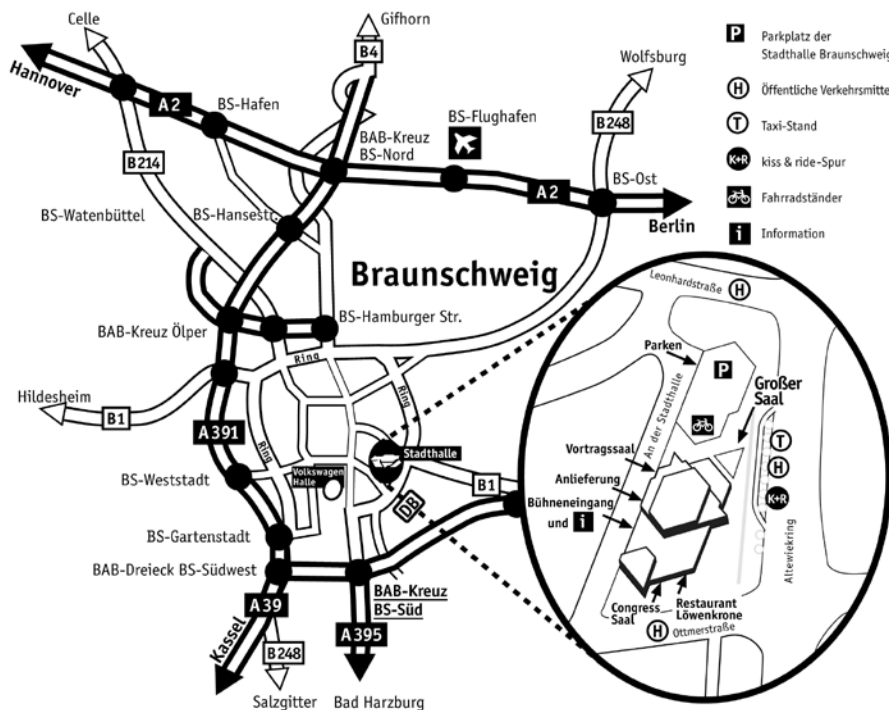 Celle
Gifhorn
B4
Wolfsburg
Hannover
A2
BS-Hafen
BS-Flughafen
B248
BAB-Kreuz
BS-Nord
B214
A2
BS-Ost
Berlin
BS-Watenbüttel
BS-Hansestr.
Braunschweig
BAB-Kreuz Ölper
BS-Hamburger Str.
Ring
Ring
Ring
Hildesheim
B1
A391
Stadthalle
Volkswagen
Halle
BS-Weststadt
B1
DB
BS-Gartenstadt
BAB-Dreieck BS-Südwest
BAB-Kreuz
BS-Süd
A39
A395
Kassel
B248
Salzgitter
Bad Harzburg
P
Parkplatz der
Stadthalle Braunschweig
H
Öffentliche Verkehrsmitte
T
Taxi-Stand
K+R
kiss & ride-Spur
Fahrradständer
i
Information
Leonhardstraße
H
Parken
P
An der Stadthalle
Großer
Saal
T
H
K+R
Altewiekring
Vortragssaal
Anlieferung
Bühneneingang
und i
Congress
Saal
Restaurant
Löwenkrone
H
Ottmerstraße